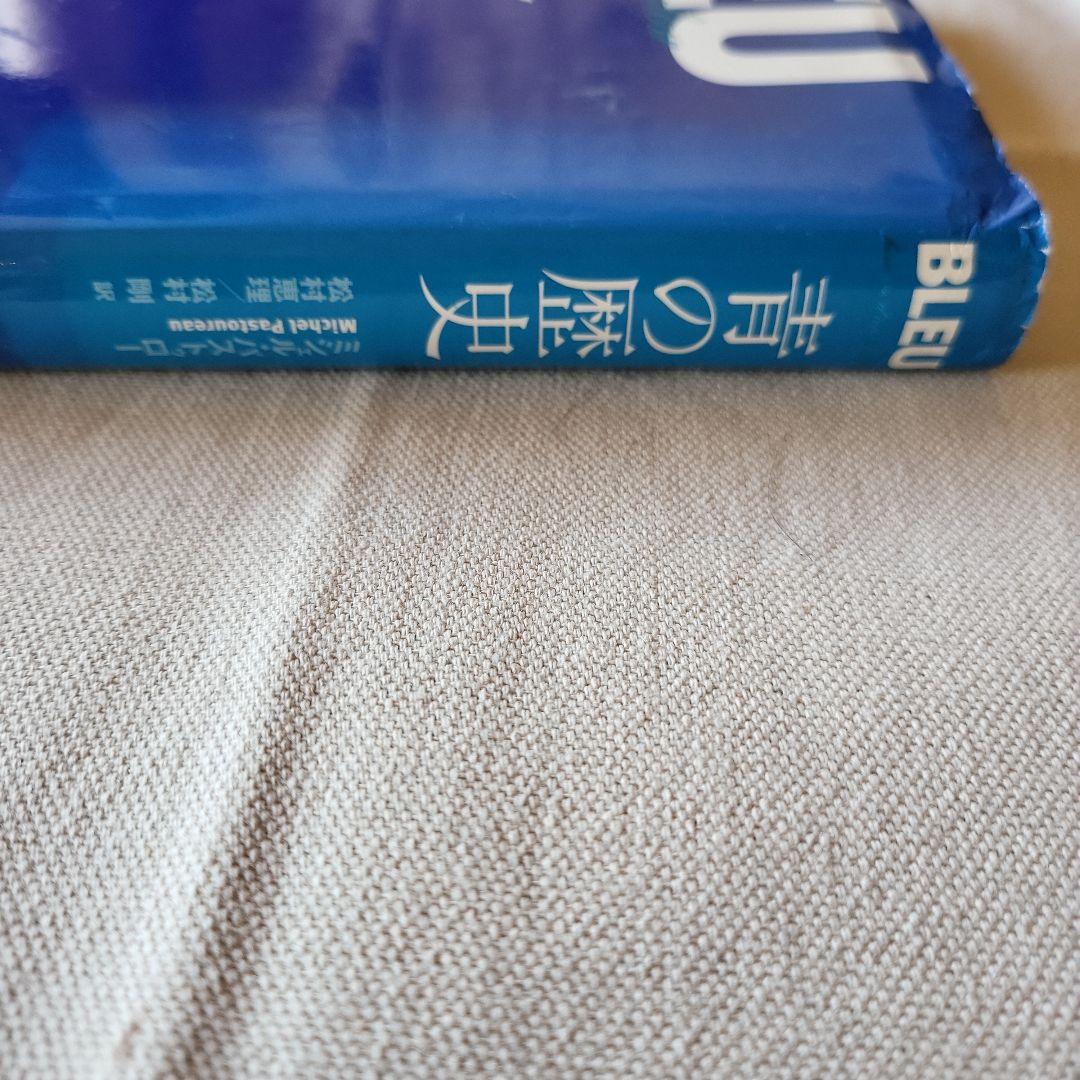 EU
BLEU
青の歴史
ミシェル・パストゥロー
Michel Pastoureau
松村恵理／松村剛 訳